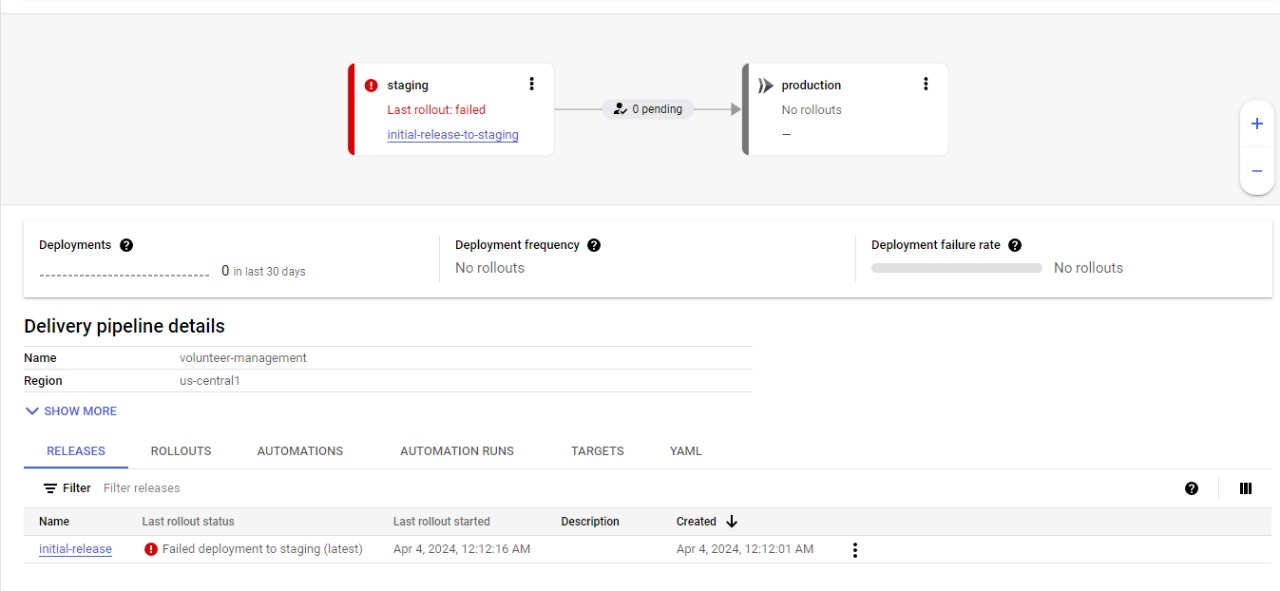 staging
Last rollout: failed
initial-release-to-staging
0 pending
production
No rollouts
–
+
−
Deployments ?
0 in last 30 days
Deployment frequency ?
No rollouts
Deployment failure rate ?
No rollouts
Delivery pipeline details
Name volunteer-management
Region us-central1
SHOW MORE
RELEASES ROLLOUTS AUTOMATIONS AUTOMATION RUNS TARGETS YAML
Filter Filter releases
Name Last rollout status Last rollout started Description Created
initial-release Failed deployment to staging (latest) Apr 4, 2024, 12:12:16 AM Apr 4, 2024, 12:12:01 AM